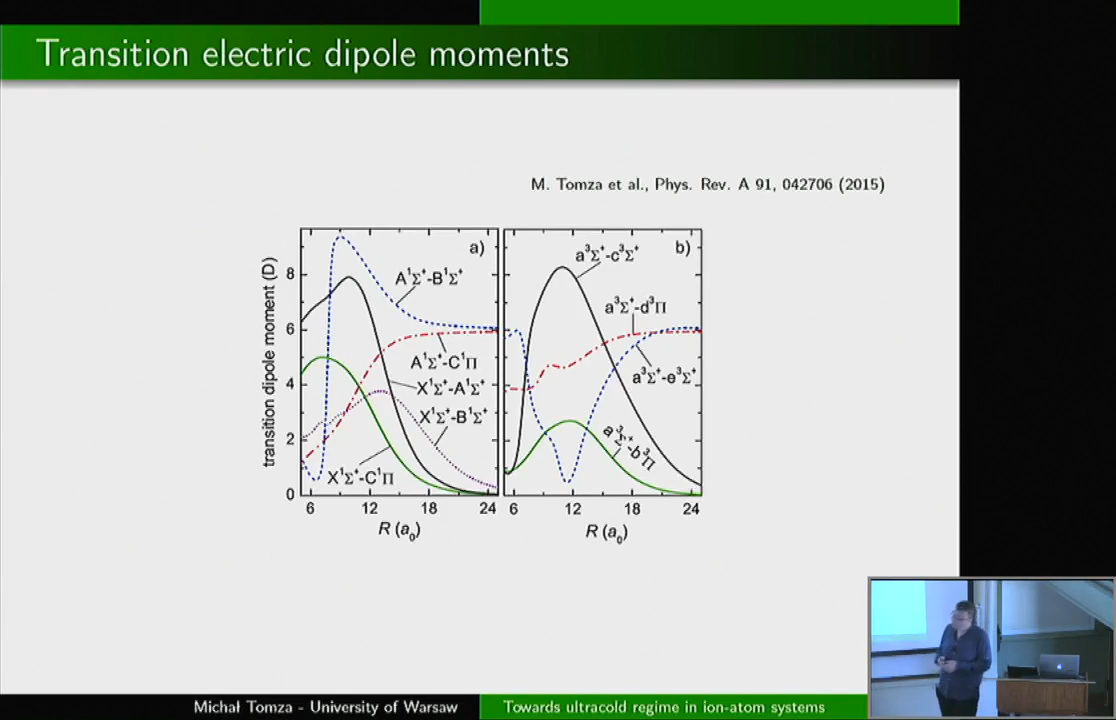 Transition electric dipole moments
M. Tomza et al., Phys. Rev. A 91, 042706 (2015)
transition dipole moment (D)
8
6
4
2
0
a)
A¹Σ⁺-B¹Σ⁺
A¹Σ⁺-C¹Π
X¹Σ⁺-A¹Σ⁺
X¹Σ⁺-B¹Σ⁺
X¹Σ⁺-C¹Π
6 12 18 24
R (a₀)
b)
a³Σ⁺-c³Σ⁺
a³Σ⁺-d³Π
a³Σ⁺-e³Σ⁺
a³Σ⁺-b³Π
6 12 18 24
R (a₀)
Michał Tomza - University of Warsaw
Towards ultracold regime in ion-atom systems